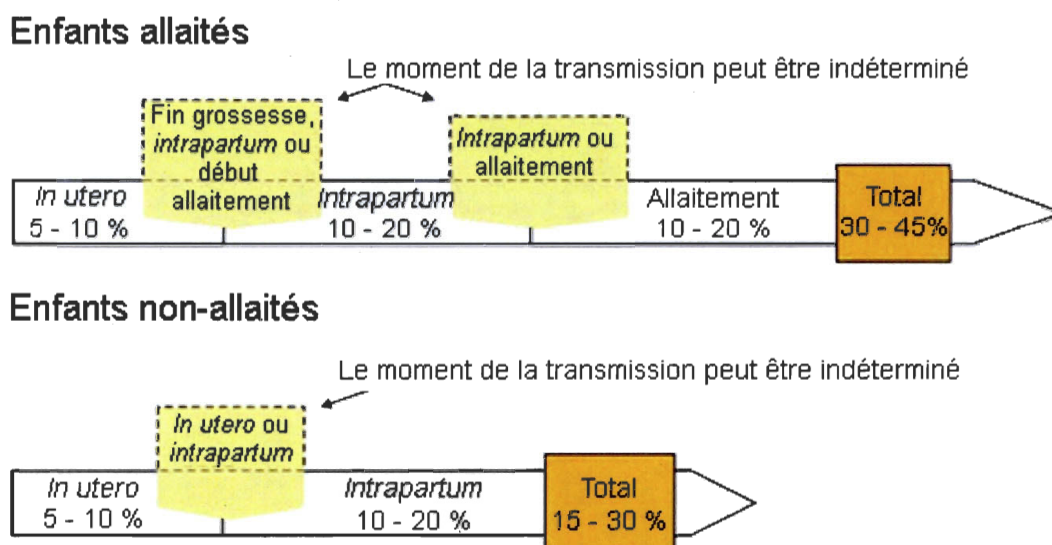 Enfants allaités
Le moment de la transmission peut être indéterminé
Fin grossesse,
intrapartum ou
début
allaitement
Intrapartum ou
allaitement
In utero
5 - 10 %
Intrapartum
10 - 20 %
Allaitement
10 - 20 %
Total
30 - 45%
Enfants non-allaités
Le moment de la transmission peut être indéterminé
In utero ou
intrapartum
In utero
5 - 10 %
Intrapartum
10 - 20 %
Total
15 - 30 %